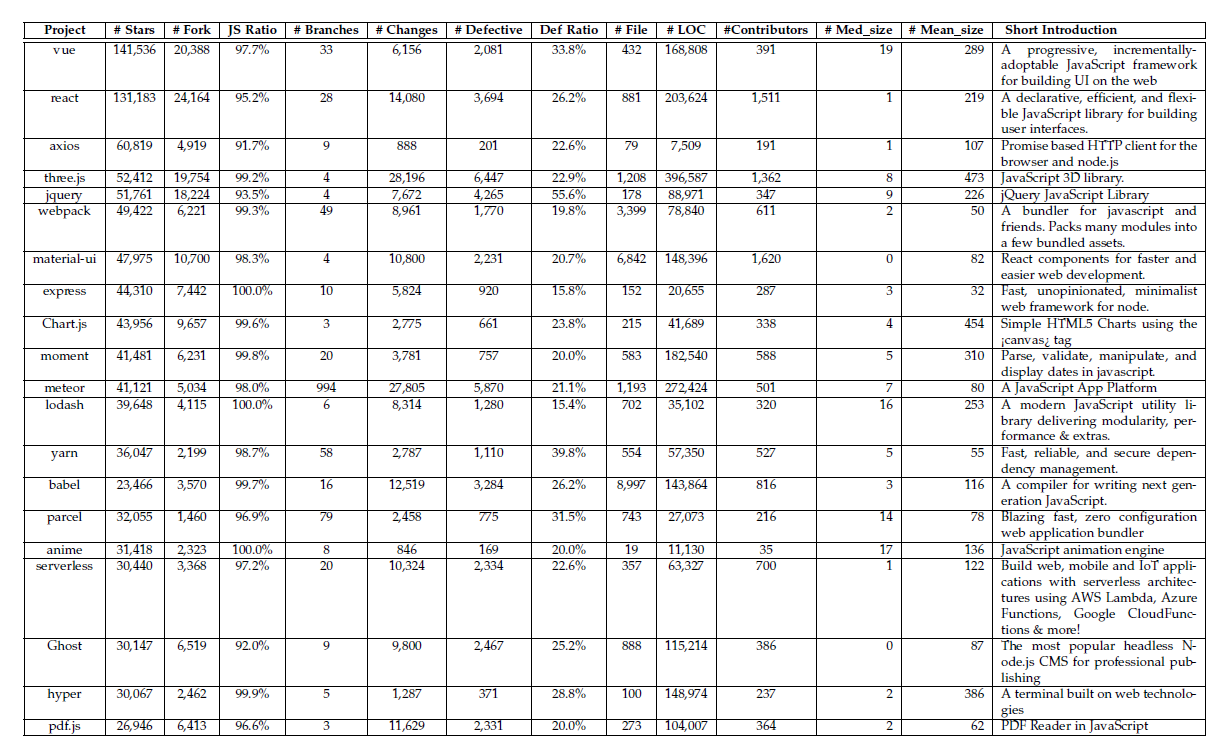 Project # Stars # Fork JS Ratio # Branches # Changes # Defective Def Ratio # File # LOC #Contributors # Med_size # Mean_size Short Introduction
vue 141,536 20,388 97.7% 33 6,156 2,081 33.8% 432 168,808 391 19 289 A progressive, incrementally-
adoptable JavaScript framework
for building UI on the web
react 131,183 24,164 95.2% 28 14,080 3,694 26.2% 881 203,624 1,511 1 219 A declarative, efficient, and flexi-
ble JavaScript library for building
user interfaces.
axios 60,819 4,919 91.7% 9 888 201 22.6% 79 7,509 191 1 107 Promise based HTTP client for the
browser and node.js
three.js 52,412 19,754 99.2% 4 28,196 6,447 22.9% 1,208 396,587 1,362 8 473 JavaScript 3D library.
jquery 51,761 18,224 93.5% 4 7,672 4,265 55.6% 178 88,971 347 9 226 jQuery JavaScript Library
webpack 49,422 6,221 99.3% 49 8,961 1,770 19.8% 3,399 78,840 611 2 50 A bundler for javascript and
friends. Packs many modules into
a few bundled assets.
material-ui 47,975 10,700 98.3% 4 10,800 2,231 20.7% 6,842 148,396 1,620 0 82 React components for faster and
easier web development.
express 44,310 7,442 100.0% 10 5,824 920 15.8% 152 20,655 287 3 32 Fast, unopinionated, minimalist
web framework for node.
Chart.js 43,956 9,657 99.6% 3 2,775 661 23.8% 215 41,689 338 4 454 Simple HTML5 Charts using the
¡canvas¿ tag
moment 41,481 6,231 99.8% 20 3,781 757 20.0% 583 182,540 588 5 310 Parse, validate, manipulate, and
display dates in javascript.
meteor 41,121 5,034 98.0% 994 27,805 5,870 21.1% 1,193 272,424 501 7 80 A JavaScript App Platform
lodash 39,648 4,115 100.0% 6 8,314 1,280 15.4% 702 35,102 320 16 253 A modern JavaScript utility li-
brary delivering modularity, per-
formance & extras.
yarn 36,047 2,199 98.7% 58 2,787 1,110 39.8% 554 57,350 527 5 55 Fast, reliable, and secure depen-
dency management.
babel 23,466 3,570 99.7% 16 12,519 3,284 26.2% 8,997 143,864 816 3 116 A compiler for writing next gen-
eration JavaScript.
parcel 32,055 1,460 96.9% 79 2,458 775 31.5% 743 27,073 216 14 78 Blazing fast, zero configuration
web application bundler
anime 31,418 2,323 100.0% 8 846 169 20.0% 19 11,130 35 17 136 JavaScript animation engine
serverless 30,440 3,368 97.2% 20 10,324 2,334 22.6% 357 63,327 700 1 122 Build web, mobile and IoT appli-
cations with serverless architec-
tures using AWS Lambda, Azure
Functions, Google CloudFunc-
tions & more!
Ghost 30,147 6,519 92.0% 9 9,800 2,467 25.2% 888 115,214 386 0 87 The most popular headless N-
ode.js CMS for professional pub-
lishing
hyper 30,067 2,462 99.9% 5 1,287 371 28.8% 100 148,974 237 2 386 A terminal built on web technolo-
gies
pdf.js 26,946 6,413 96.6% 3 11,629 2,331 20.0% 273 104,007 364 2 62 PDF Reader in JavaScript